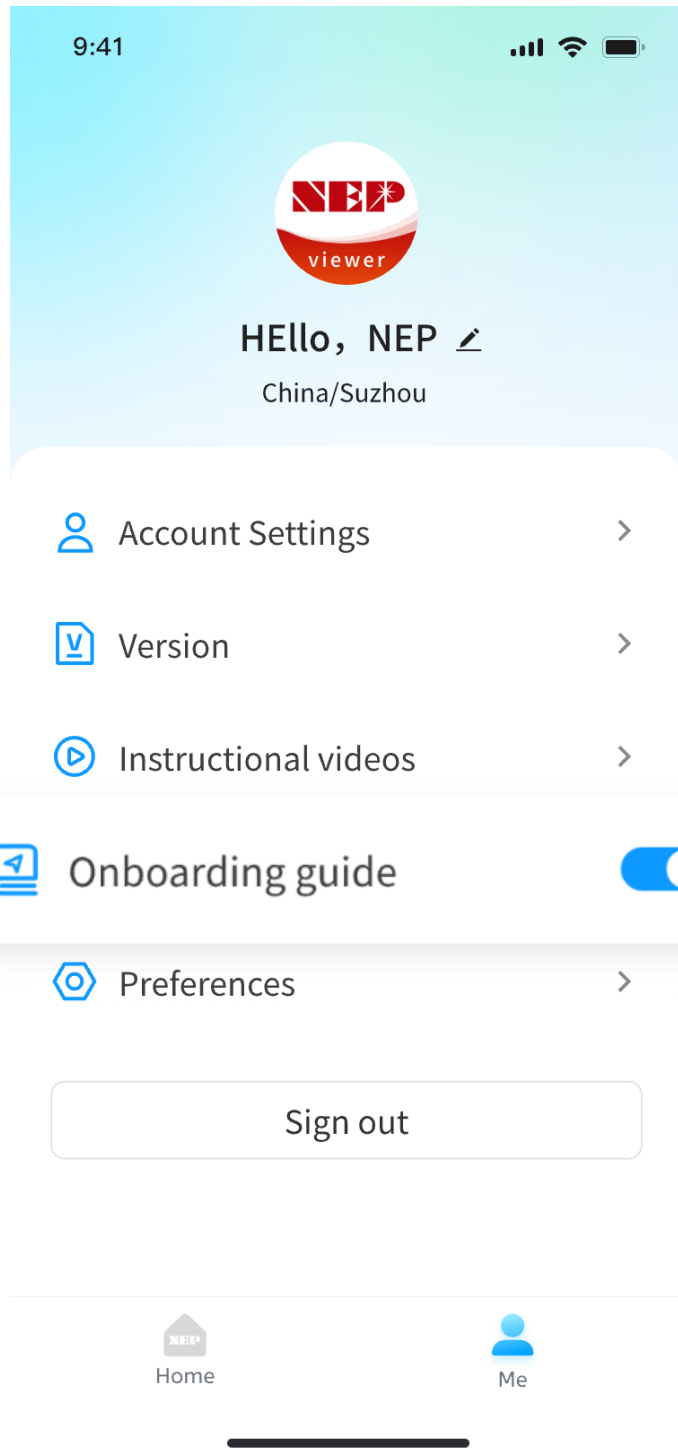 9:41
NEP
viewer
HEllo，NEP
China/Suzhou
Account Settings
V
Version
Instructional videos
Onboarding guide
Preferences
Sign out
NEP
Home
Me